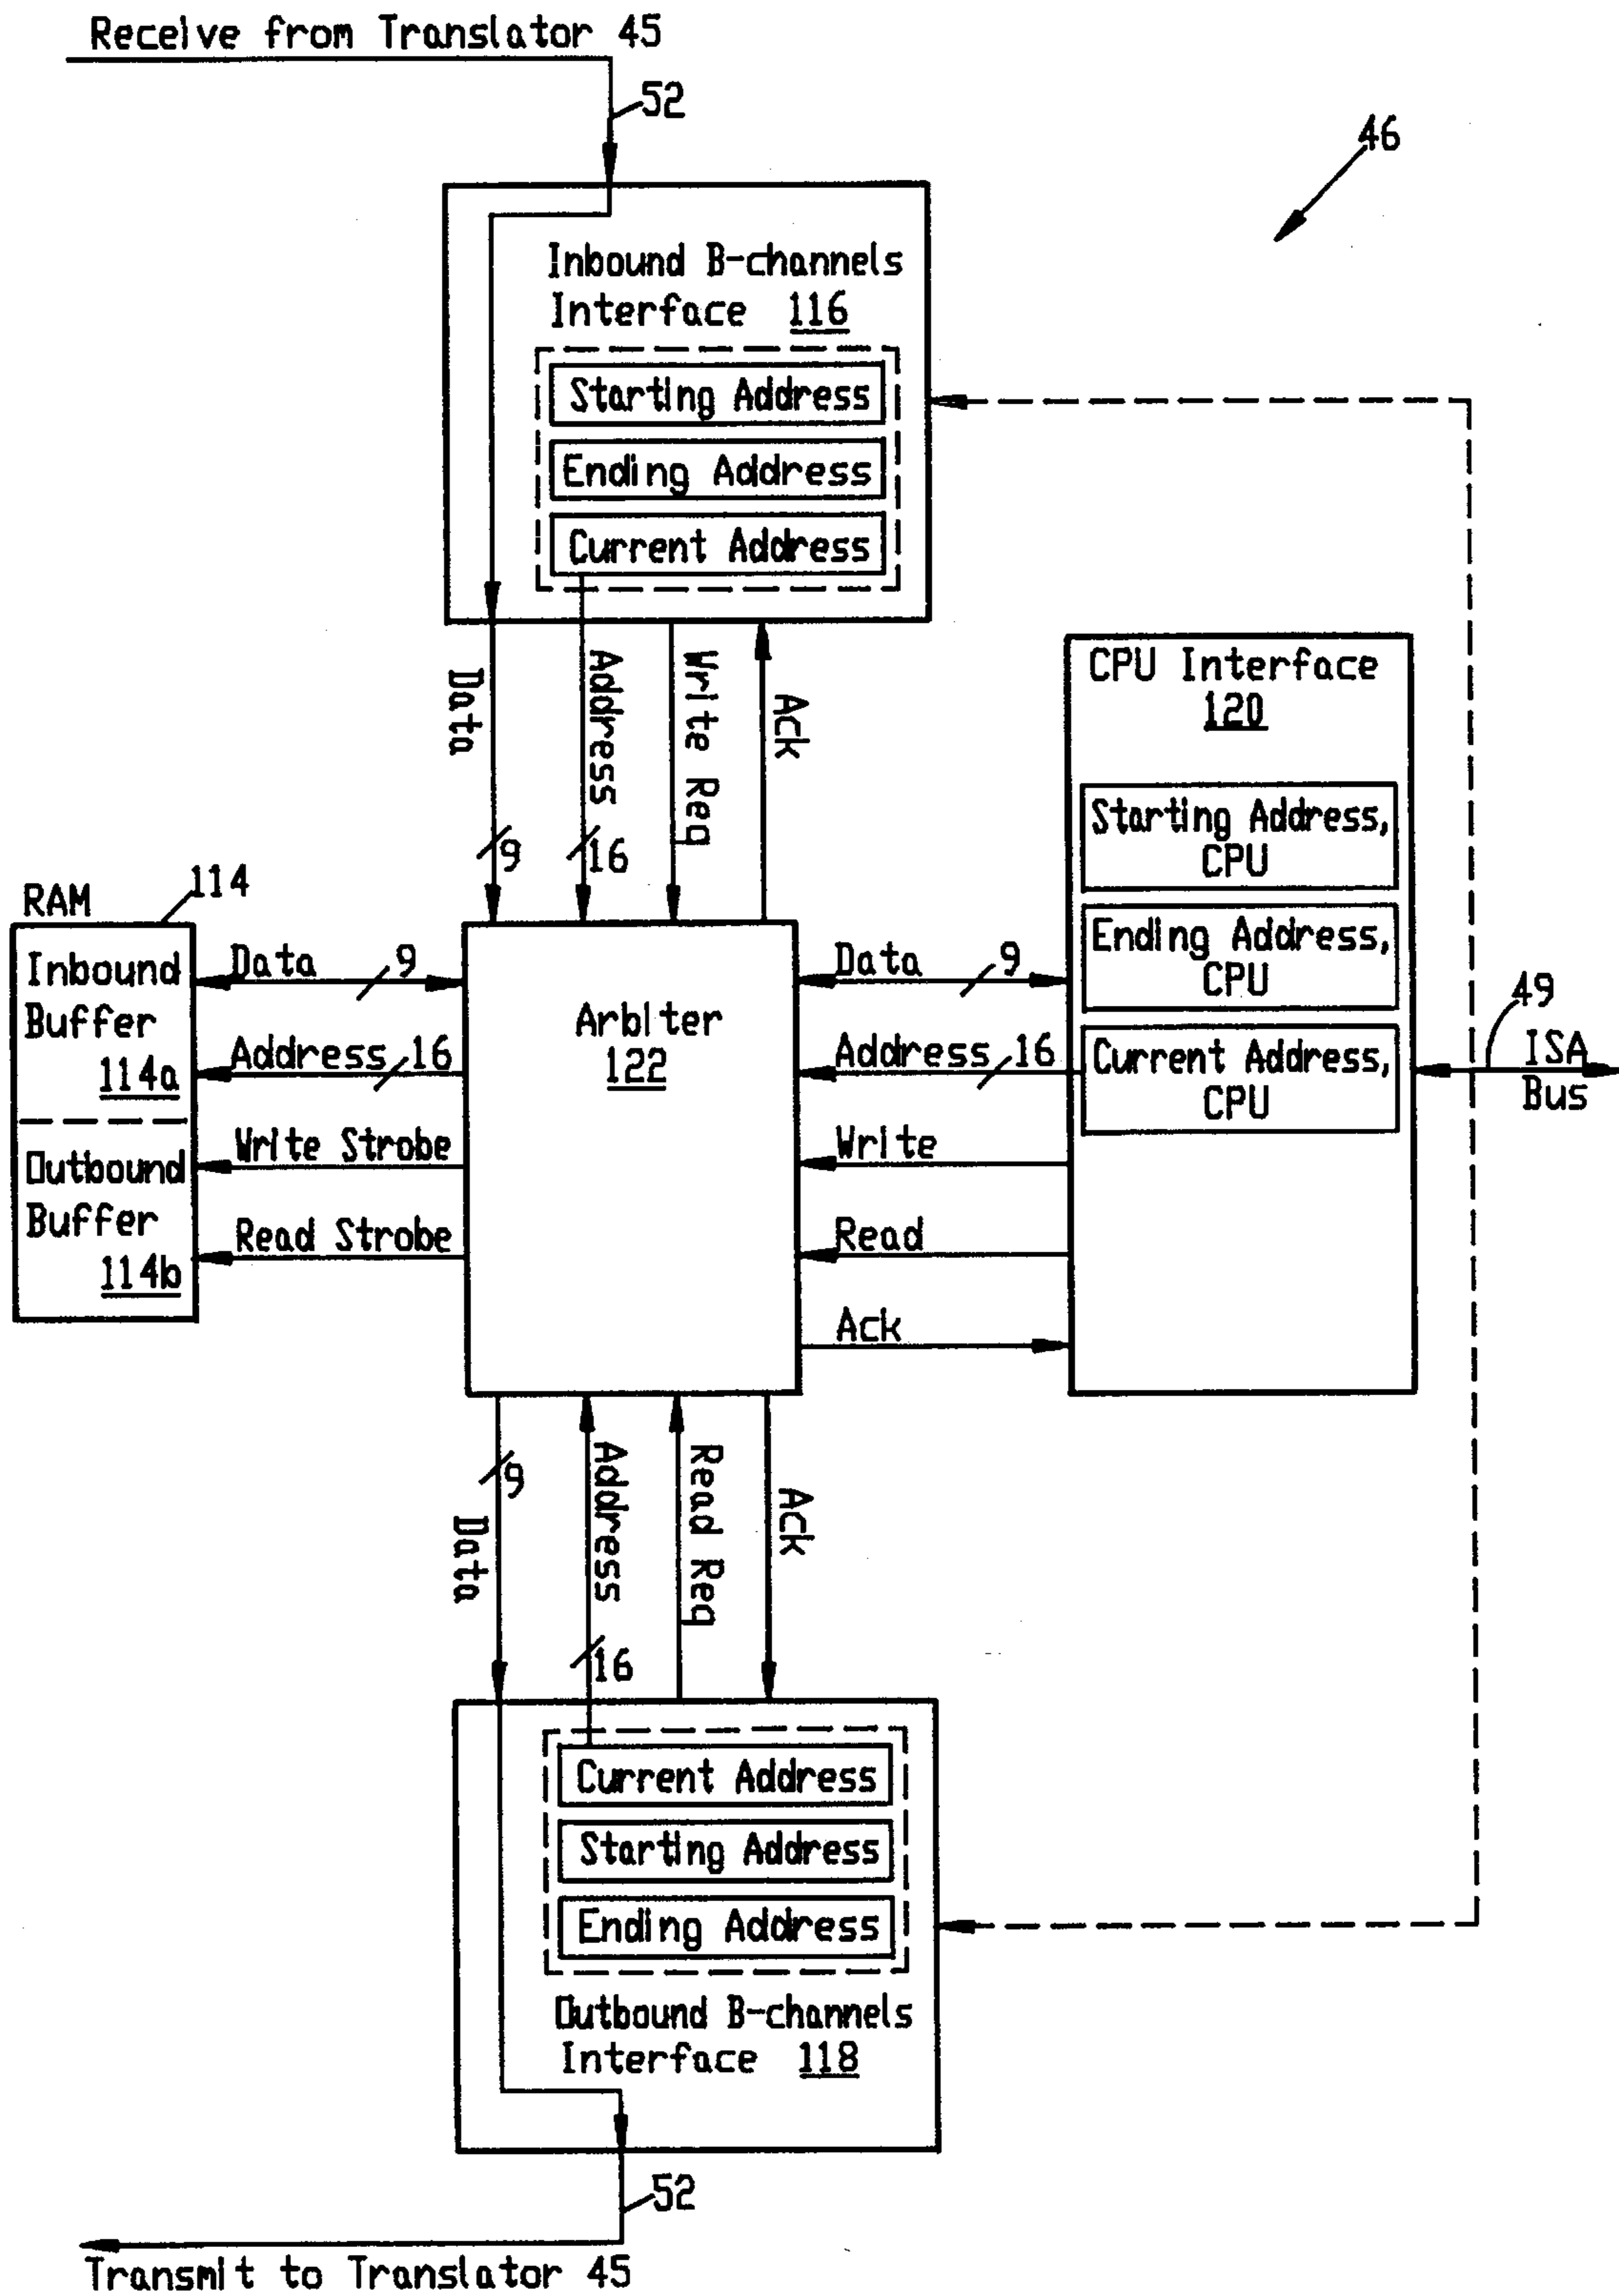 Receive from Translator 45
52
46
Inbound B-channels
Interface 116
Starting Address
Ending Address
Current Address
Data
Address
Write Req
Ack
9
16
CPU Interface
120
Starting Address,
CPU
Ending Address,
CPU
Current Address,
CPU
49
ISA
Bus
RAM
114
Inbound
Buffer
114a
Outbound
Buffer
114b
Data 9
Address 16
Write Strobe
Read Strobe
Arbiter
122
Data 9
Address 16
Write
Read
Ack
9
Data
Address
16
Read Req
Ack
Current Address
Starting Address
Ending Address
Outbound B-channels
Interface 118
52
Transmit to Translator 45